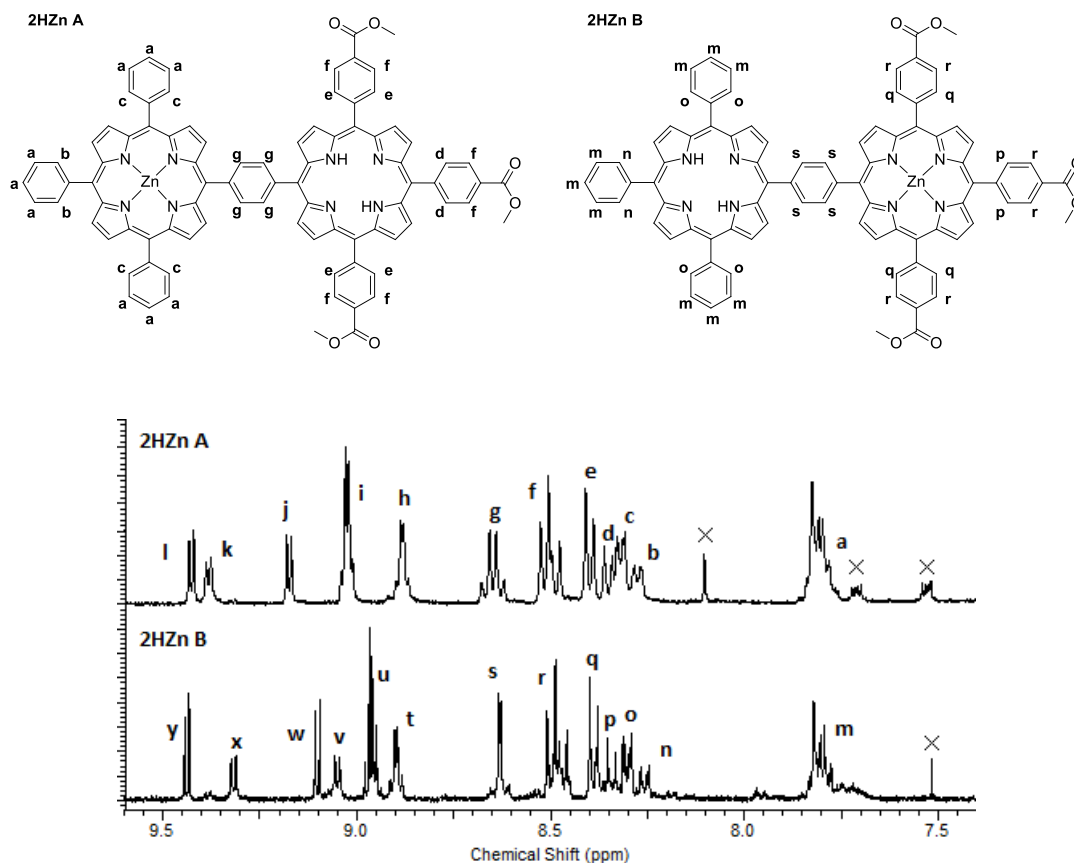 2HZn A
O
O
a
a a
f f
c c
e e
a b
g g
d f
O
NH N
N N
a
Zn
O
N N
N HN
a b
g g
d f
c c
e e
a a
f f
a
O O
2HZn B
O
O
m
m m
r r
o o
q q
m n
s s
p r
O
NH N
N N
m
Zn
O
N HN
N N
m n
s s
p r
o o
q q
m m
r r
m
O O
2HZn A
l k j i h g f e d c b a
2HZn B
y x w v u t s r q p o n m
9.5 9.0 8.5 8.0 7.5
Chemical Shift (ppm)